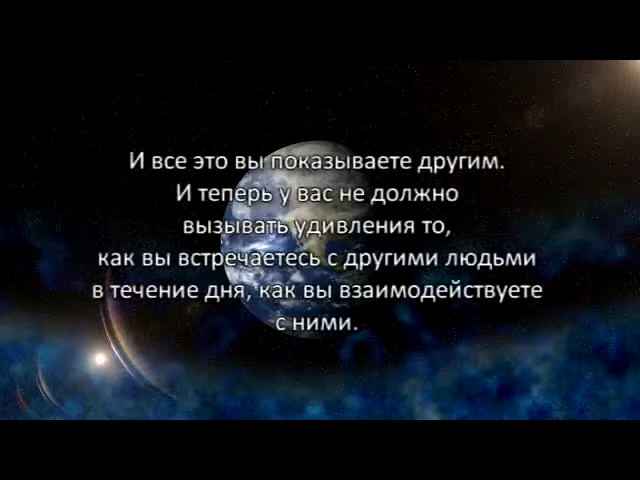 И все это вы показываете другим.
И теперь у вас не должно
вызывать удивления то,
как вы встречаетесь с другими людьми
в течение дня, как вы взаимодействуете
с ними.